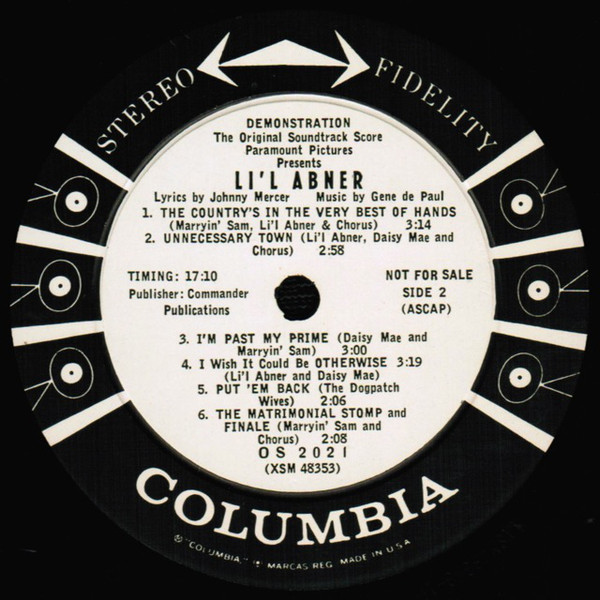 STEREO FIDELITY
DEMONSTRATION
The Original Soundtrack Score
Paramount Pictures
Presents
LI'L ABNER
Lyrics by Johnny Mercer Music by Gene de Paul
1. THE COUNTRY'S IN THE VERY BEST OF HANDS
(Marryin' Sam, Li'l Abner & Chorus) 3:14
2. UNNECESSARY TOWN (Li'l Abner, Daisy Mae and
Chorus) 2:58
TIMING: 17:10
Publisher: Commander
Publications
NOT FOR SALE
SIDE 2
(ASCAP)
3. I'M PAST MY PRIME (Daisy Mae and
Marryin' Sam) 3:00
4. I Wish It Could Be OTHERWISE 3:19
(Li'l Abner and Daisy Mae)
5. PUT 'EM BACK (The Dogpatch
Wives) 2:06
6. THE MATRIMONIAL STOMP and
FINALE (Marryin' Sam and
Chorus) 2:08
OS 2021
(XSM 48353)
COLUMBIA
® "COLUMBIA," MARCAS REG. MADE IN U.S.A